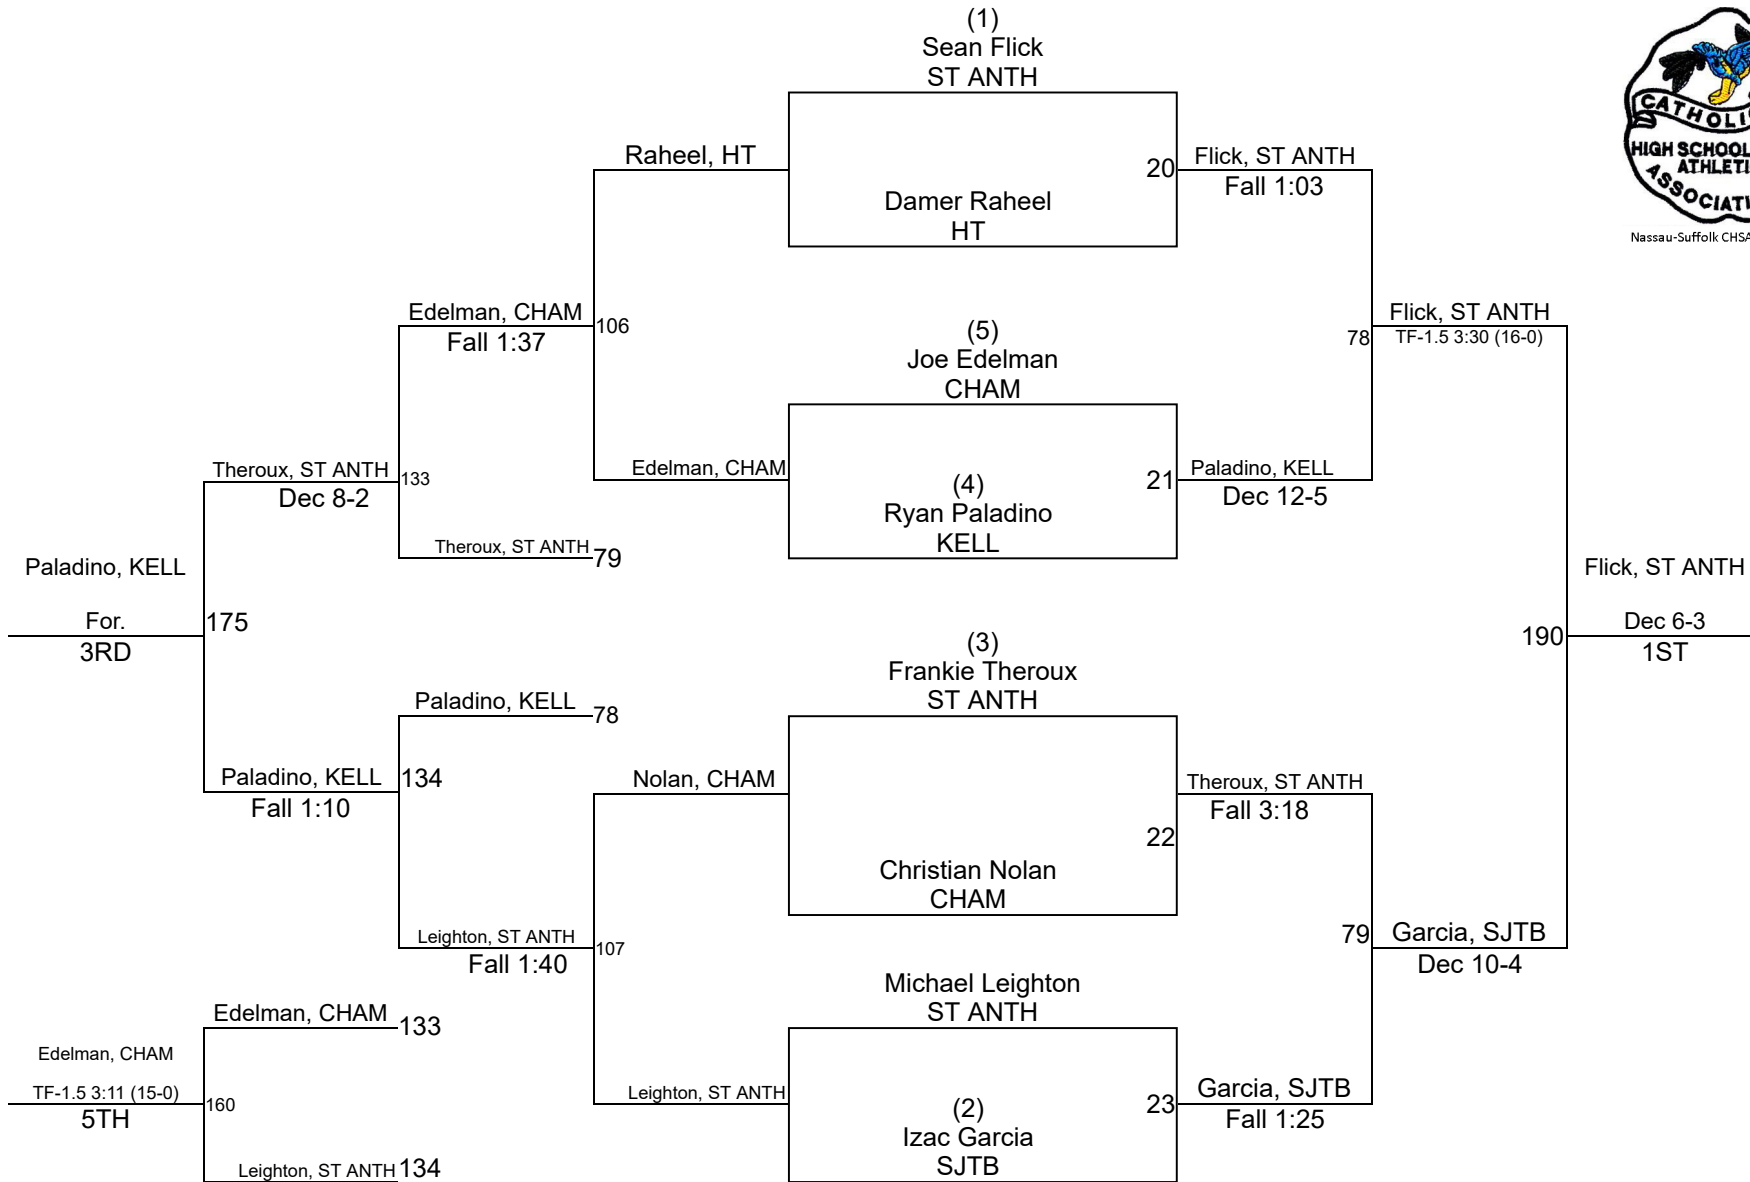 (1)
Sean Flick
ST ANTH
Raheel, HT
20
Flick, ST ANTH
Fall 1:03
Damer Raheel
HT
HIGH SCHOOL
ASSOCIATI
Nassau-Suffolk CHSA
Edelman, CHAM
106
Fall 1:37
(5)
Joe Edelman
CHAM
78
Flick, ST ANTH
TF-1.5 3:30 (16-0)
Theroux, ST ANTH
133
Dec 8-2
Edelman, CHAM
(4)
Ryan Paladino
KELL
21
Paladino, KELL
Dec 12-5
Theroux, ST ANTH
79
Paladino, KELL
For.
175
3RD
Flick, ST ANTH
190
Dec 6-3
1ST
(3)
Frankie Theroux
ST ANTH
Paladino, KELL
78
Paladino, KELL
134
Fall 1:10
Nolan, CHAM
Theroux, ST ANTH
Fall 3:18
22
Christian Nolan
CHAM
Leighton, ST ANTH
107
Fall 1:40
79
Garcia, SJTB
Dec 10-4
Michael Leighton
ST ANTH
Edelman, CHAM
133
Edelman, CHAM
TF-1.5 3:11 (15-0)
160
5TH
Leighton, ST ANTH
(2)
Izac Garcia
SJTB
23
Garcia, SJTB
Fall 1:25
Leighton, ST ANTH
134